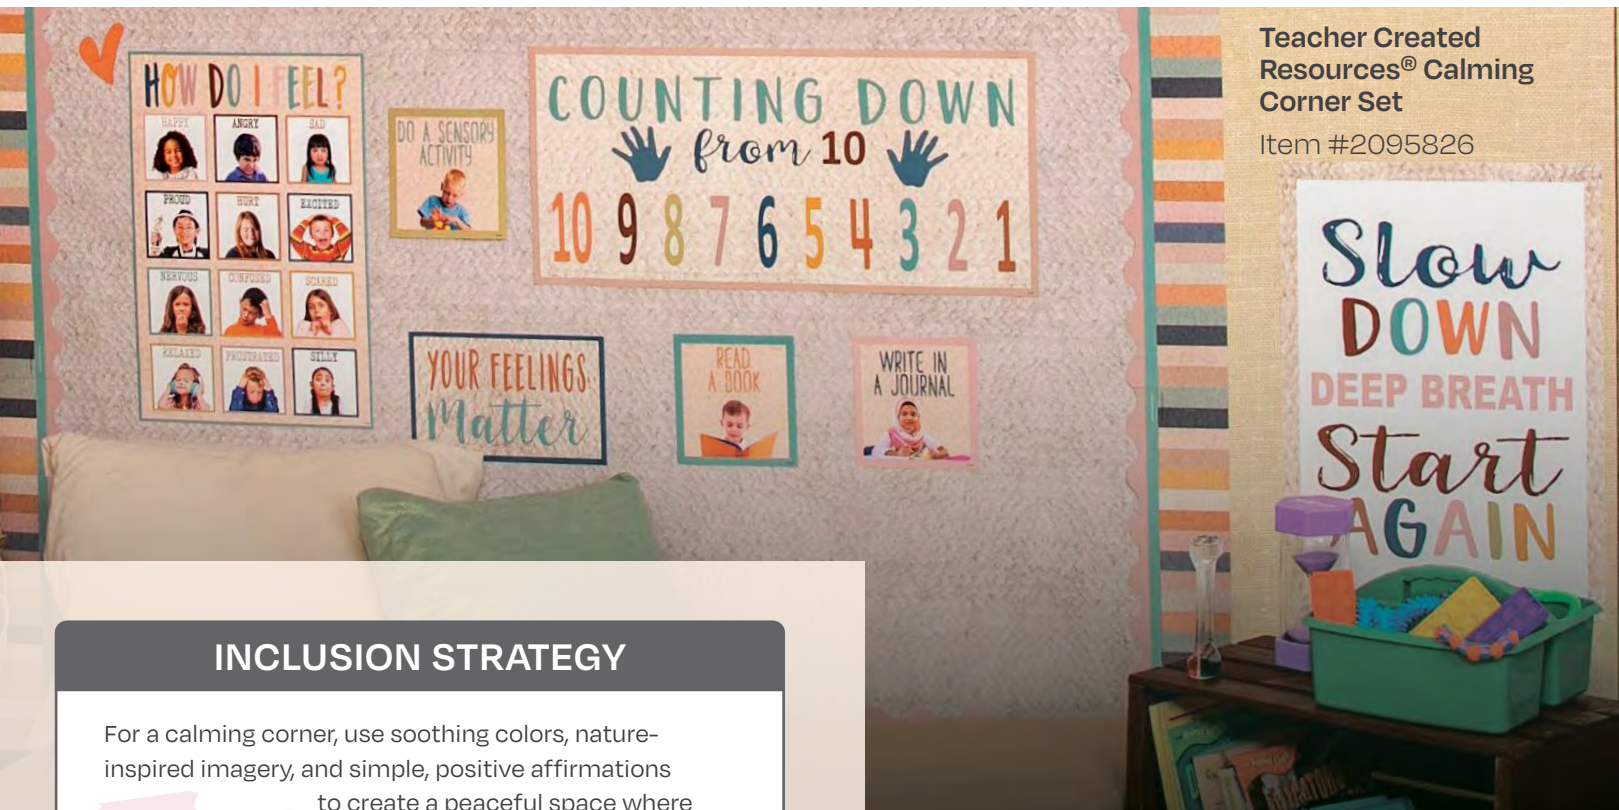 Teacher Created
Resources® Calming
Corner Set
Item #2095826
HOW DO I FEEL?
HAPPY
ANGRY
SAD
PROUD
HURT
EXCITED
NERVOUS
CONFUSED
SCARED
RELAXED
FRUSTRATED
SILLY
DO A SENSORY
ACTIVITY
COUNTING DOWN
from 10
10 9 8 7 6 5 4 3 2 1
YOUR FEELINGS
Matter
READ
A BOOK
WRITE IN
A JOURNAL
Slow
DOWN
DEEP BREATH
Start
AGAIN
INCLUSION STRATEGY
For a calming corner, use soothing colors, nature-
inspired imagery, and simple, positive affirmations
to create a peaceful space where